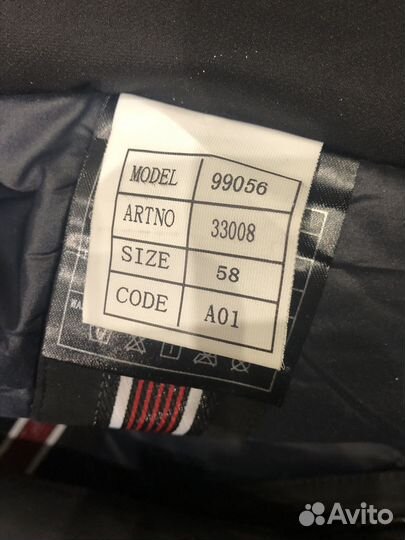 MODEL 99056
ARTNO 33008
SIZE 58
CODE A01
Avito